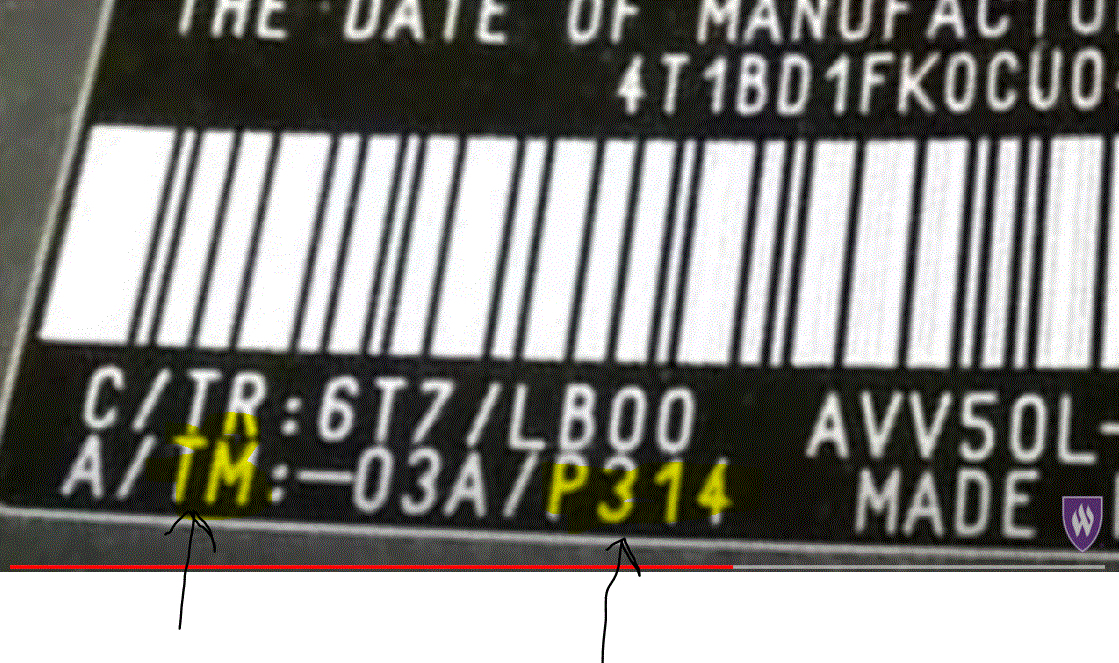 THE DATE OF MANUFACTU
4T1BD1FK0CU0
C/TR:6T7/LB00 AVV50L-
A/TM:-03A/P314 MADE